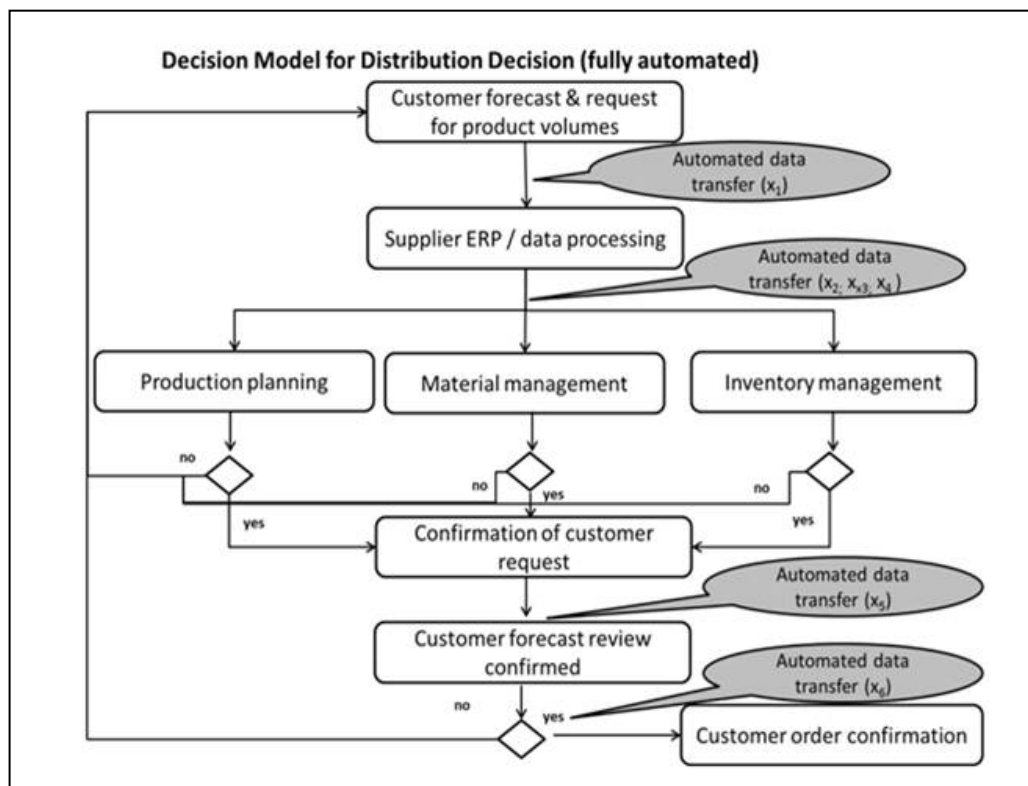 Decision Model for Distribution Decision (fully automated)
Customer forecast & request
for product volumes
Automated data
transfer (x₁)
Supplier ERP / data processing
Automated data
transfer (x₂; xₓ₃; x₄ )
Production planning
Material management
Inventory management
no
no
no
yes
yes
yes
Confirmation of customer
request
Automated data
transfer (x₅)
Customer forecast review
confirmed
Automated data
transfer (x₆)
no
yes
Customer order confirmation